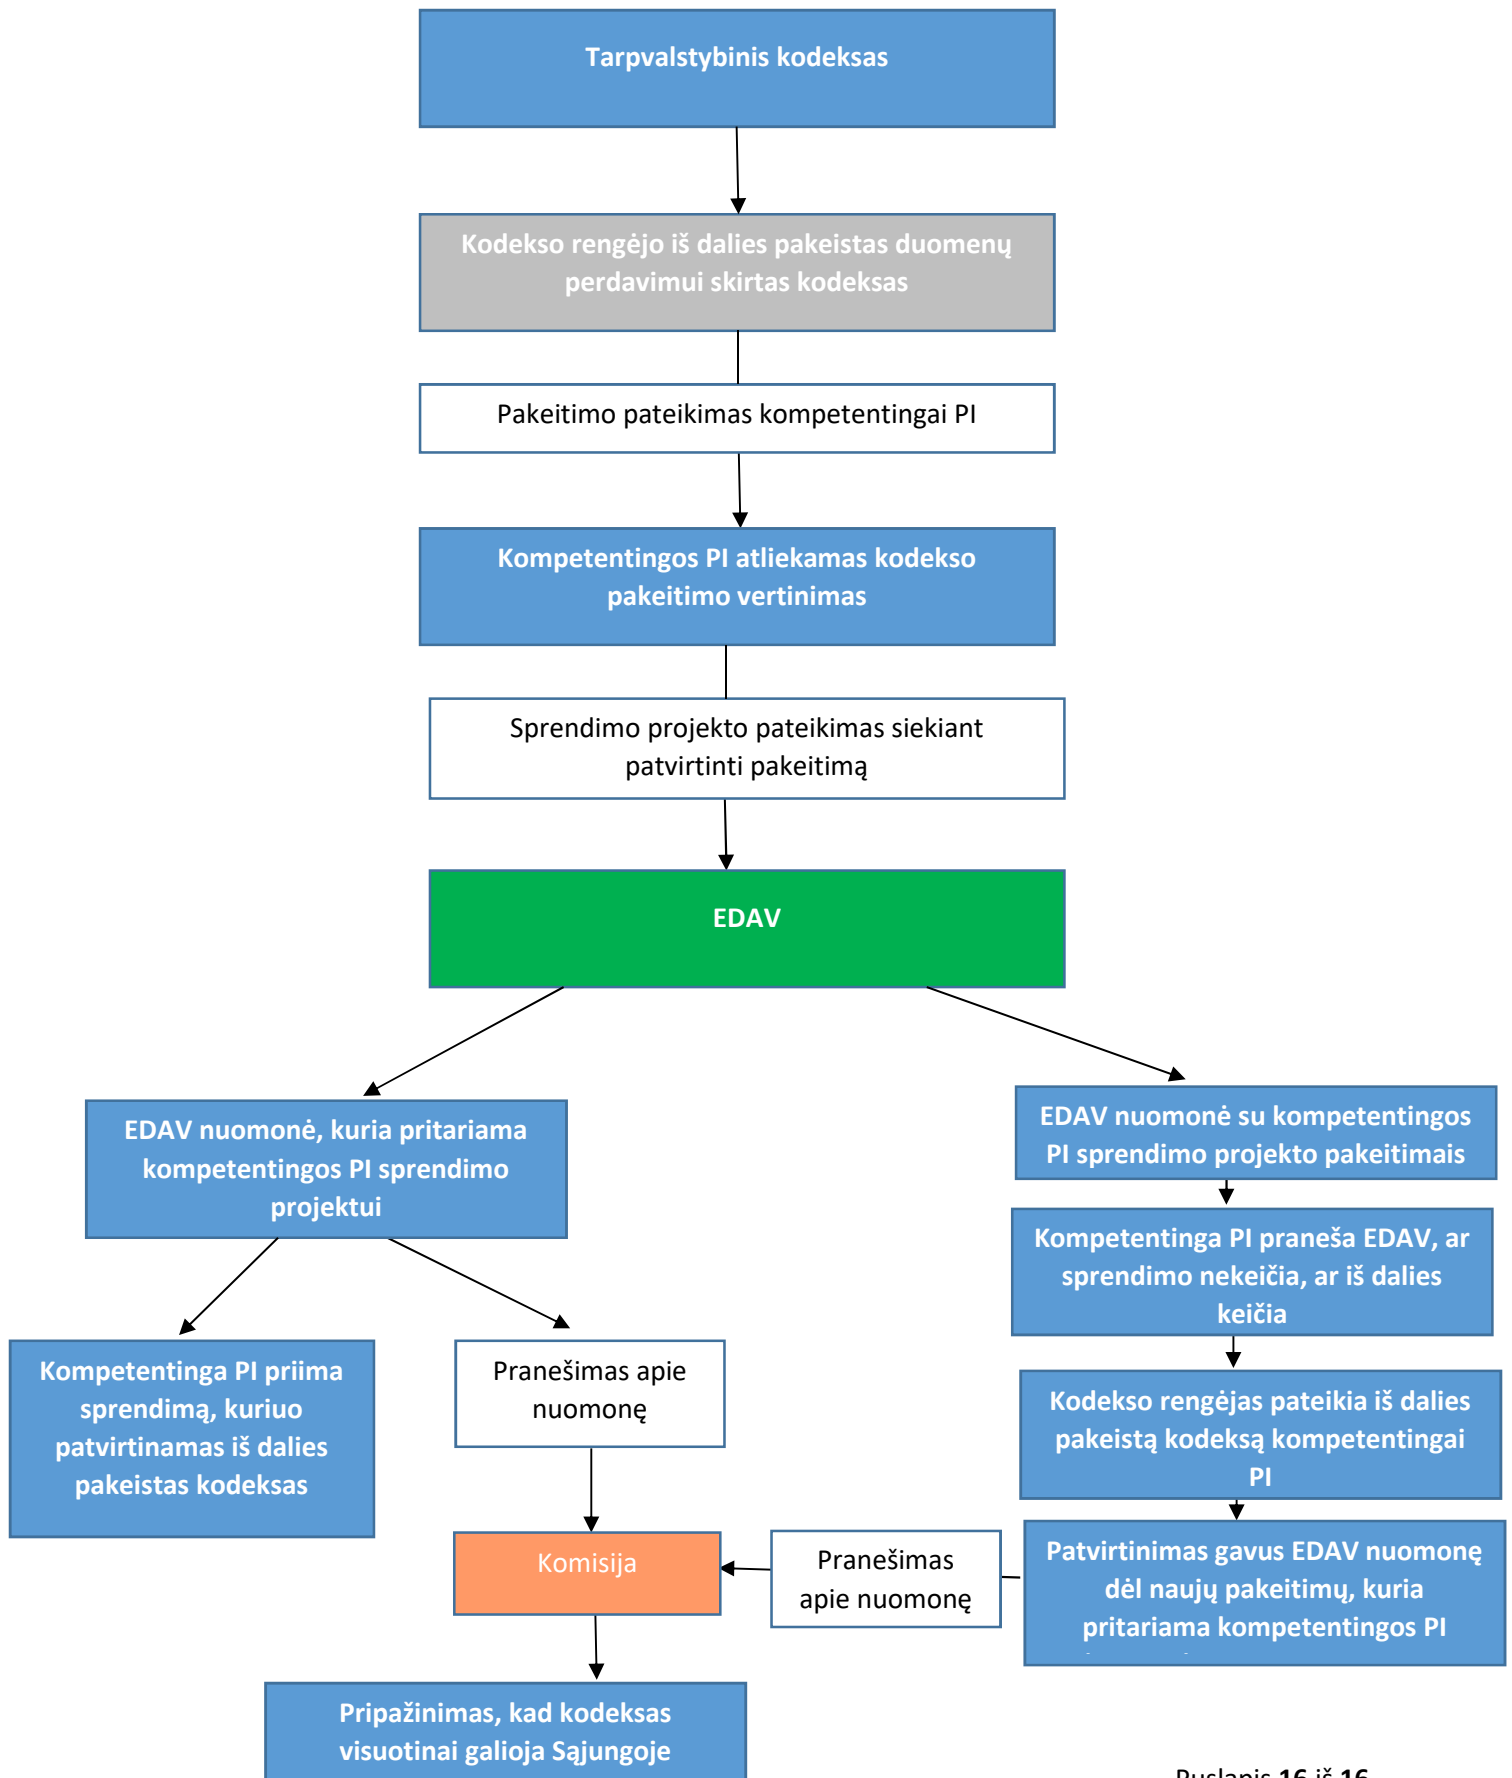 Tarpvalstybinis kodeksas
Kodekso rengėjo iš dalies pakeistas duomenų
perdavimui skirtas kodeksas
Pakeitimo pateikimas kompetentingai PI
Kompetentingos PI atliekamas kodekso
pakeitimo vertinimas
Sprendimo projekto pateikimas siekiant
patvirtinti pakeitimą
EDAV
EDAV nuomonė, kuria pritariama
kompetentingos PI sprendimo
projektui
Kompetentinga PI priima
sprendimą, kuriuo
patvirtinamas iš dalies
pakeistas kodeksas
Pranešimas apie
nuomonę
EDAV nuomonė su kompetentingos
PI sprendimo projekto pakeitimais
Kompetentinga PI praneša EDAV, ar
sprendimo nekeičia, ar iš dalies
keičia
Kodekso rengėjas pateikia iš dalies
pakeistą kodeksą kompetentingai
PI
Patvirtinimas gavus EDAV nuomonę
dėl naujų pakeitimų, kuria
pritariama kompetentingos PI
Pranešimas
apie nuomonę
Komisija
Pripažinimas, kad kodeksas
visuotinai galioja Sąjungoje
Puslapis 16 iš 16